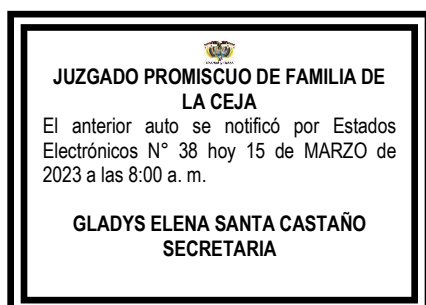 JUZGADO PROMISCUO DE FAMILIA DE
LA CEJA
El anterior auto se notificó por Estados
Electrónicos N° 38 hoy 15 de MARZO de
2023 a las 8:00 a. m.
GLADYS ELENA SANTA CASTAÑO
SECRETARIA